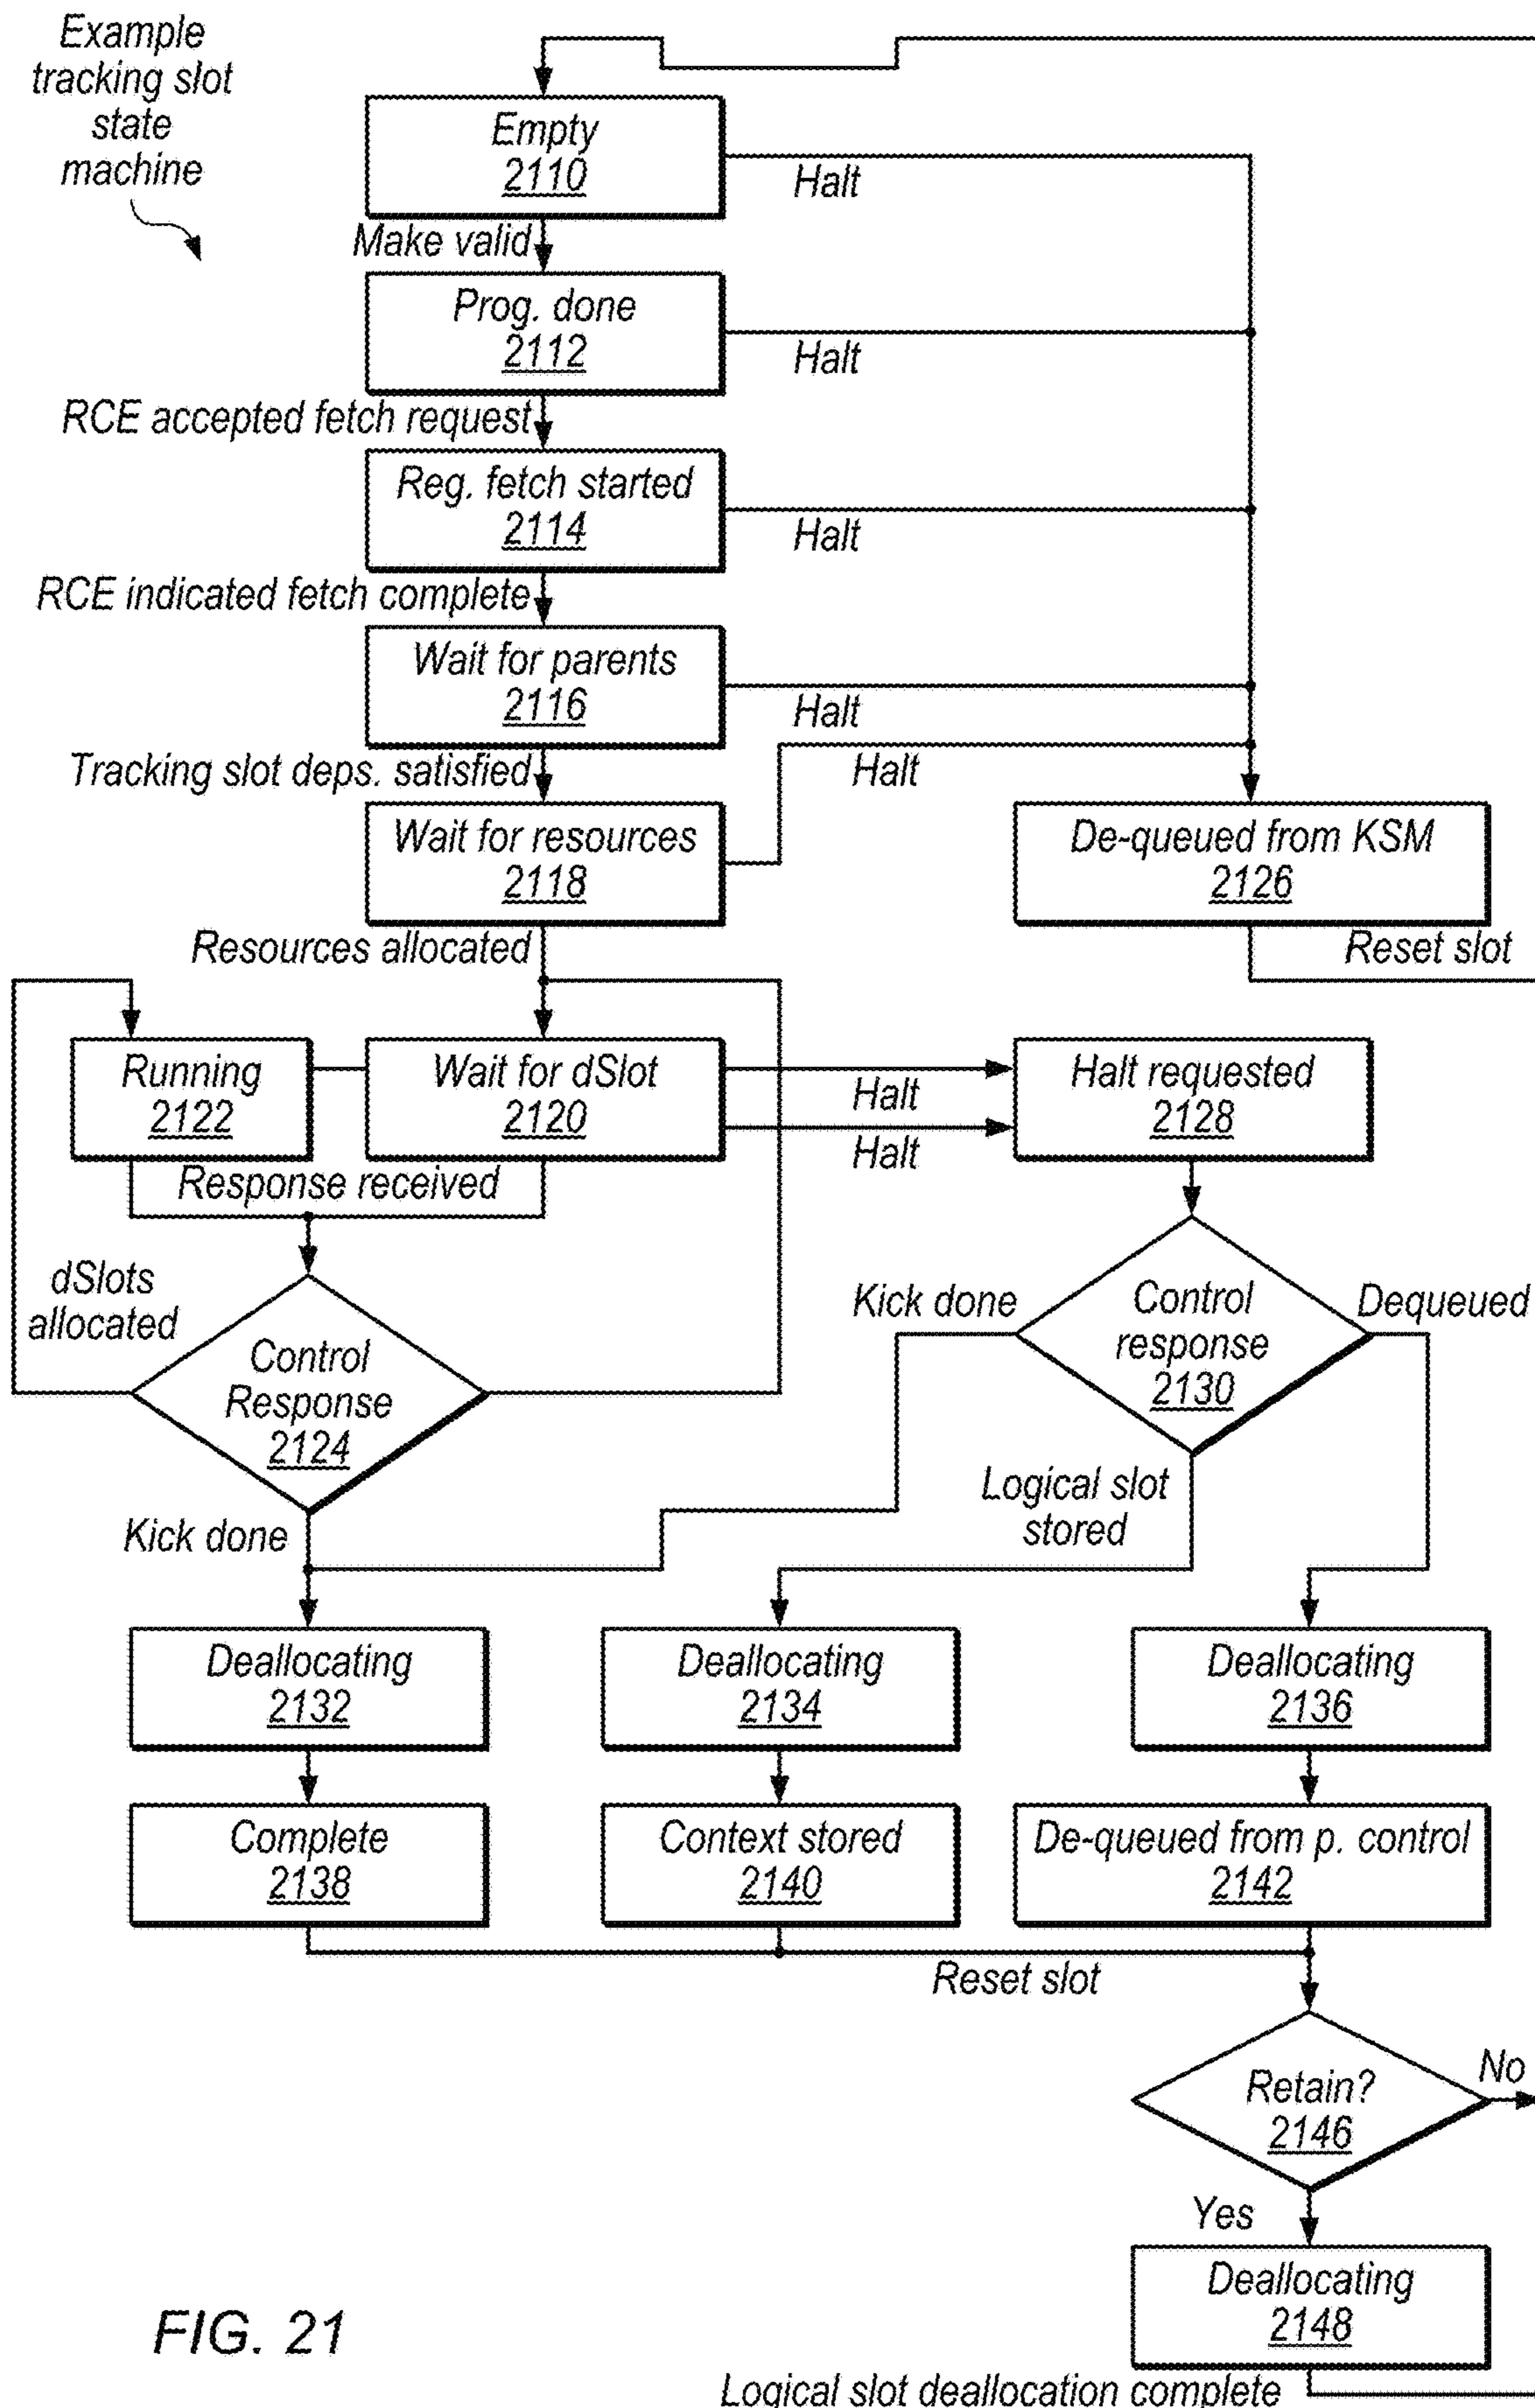 Example
tracking slot
state
machine
Empty
2110
Halt
Make valid
Prog. done
2112
Halt
RCE accepted fetch request
Reg. fetch started
2114
Halt
RCE indicated fetch complete
Wait for parents
2116
Halt
Tracking slot deps. satisfied
Halt
Wait for resources
2118
De-queued from KSM
2126
Resources allocated
Reset slot
Running
2122
Wait for dSlot
2120
Halt
Halt
Halt requested
2128
Response received
dSlots
allocated
Control
Response
2124
Kick done
Control
response
2130
Dequeued
Logical slot
stored
Kick done
Deallocating
2132
Deallocating
2134
Deallocating
2136
Complete
2138
Context stored
2140
De-queued from p. control
2142
Reset slot
Retain?
2146
No
Yes
Deallocating
2148
Logical slot deallocation complete
FIG. 21